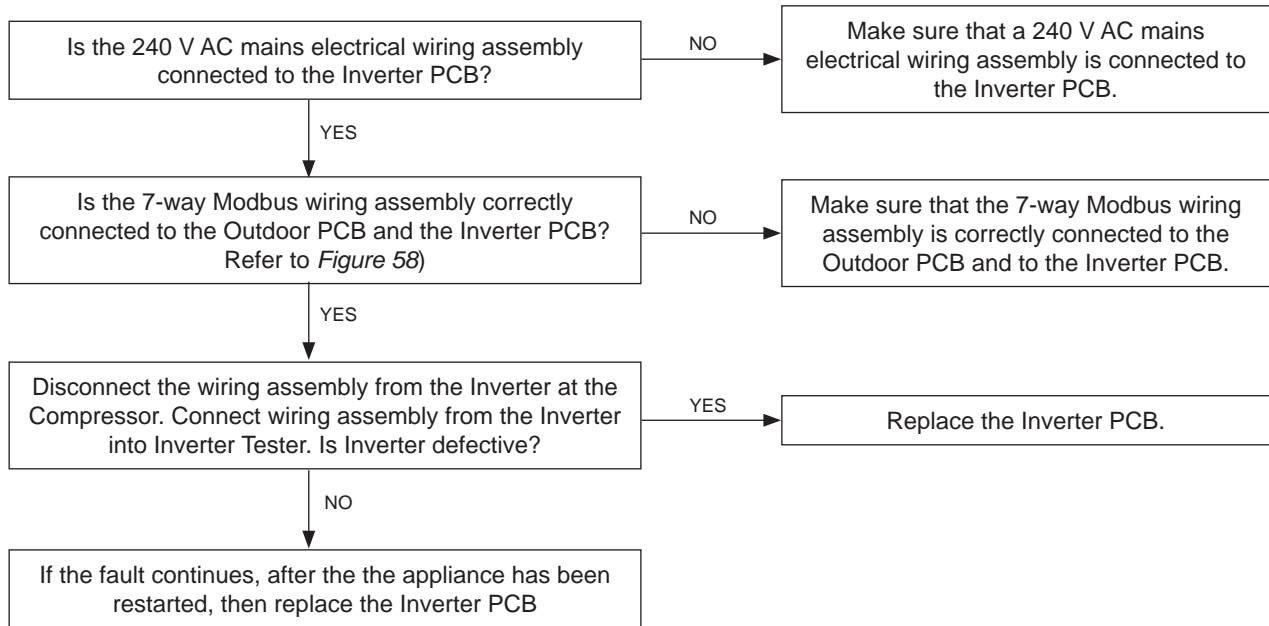 Is the 240 V AC mains electrical wiring assembly
connected to the Inverter PCB?
NO
Make sure that a 240 V AC mains
electrical wiring assembly is connected to
the Inverter PCB.
YES
Is the 7-way Modbus wiring assembly correctly
connected to the Outdoor PCB and the Inverter PCB?
Refer to Figure 58)
NO
Make sure that the 7-way Modbus wiring
assembly is correctly connected to the
Outdoor PCB and to the Inverter PCB.
YES
Disconnect the wiring assembly from the Inverter at the
Compressor. Connect wiring assembly from the Inverter
into Inverter Tester. Is Inverter defective?
YES
Replace the Inverter PCB.
NO
If the fault continues, after the the appliance has been
restarted, then replace the Inverter PCB